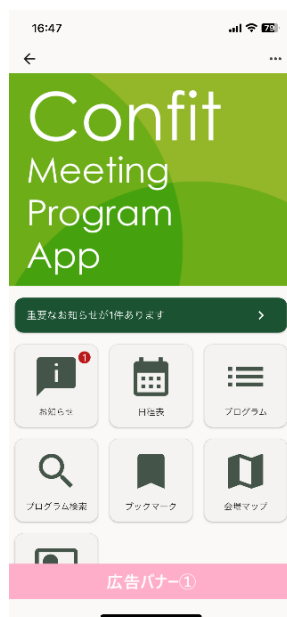 16:47
79
Confit
Meeting
Program
App
重要なお知らせが1件あります
1
お知らせ
日程表
プログラム
プログラム検索
ブックマーク
会場マップ
広告バナー①